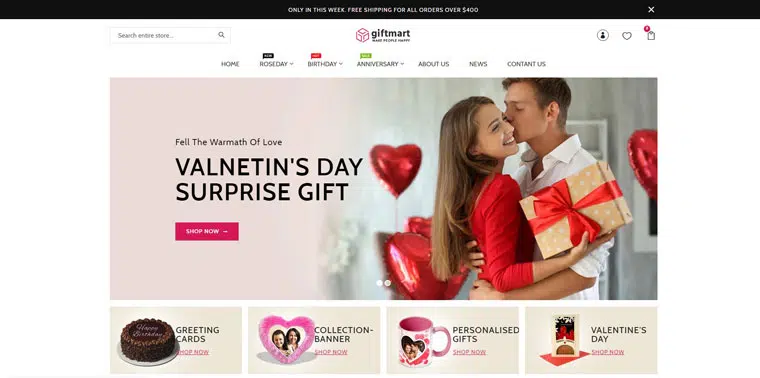 ONLY IN THIS WEEK. FREE SHIPPING FOR ALL ORDERS OVER $400
Search entire store...
giftmart
MAKE PEOPLE HAPPY
0
NEW
HOT
SALE
HOME
ROSEDAY
BIRTHDAY
ANNIVERSARY
ABOUT US
NEWS
CONTANT US
Fell The Warmath Of Love
VALNETIN'S DAY
SURPRISE GIFT
SHOP NOW →
Happy
Birthday
GREETING
CARDS
SHOP NOW
COLLECTION-
BANNER
SHOP NOW
PERSONALISED
GIFTS
SHOP NOW
VALENTINE'S
DAY
SHOP NOW